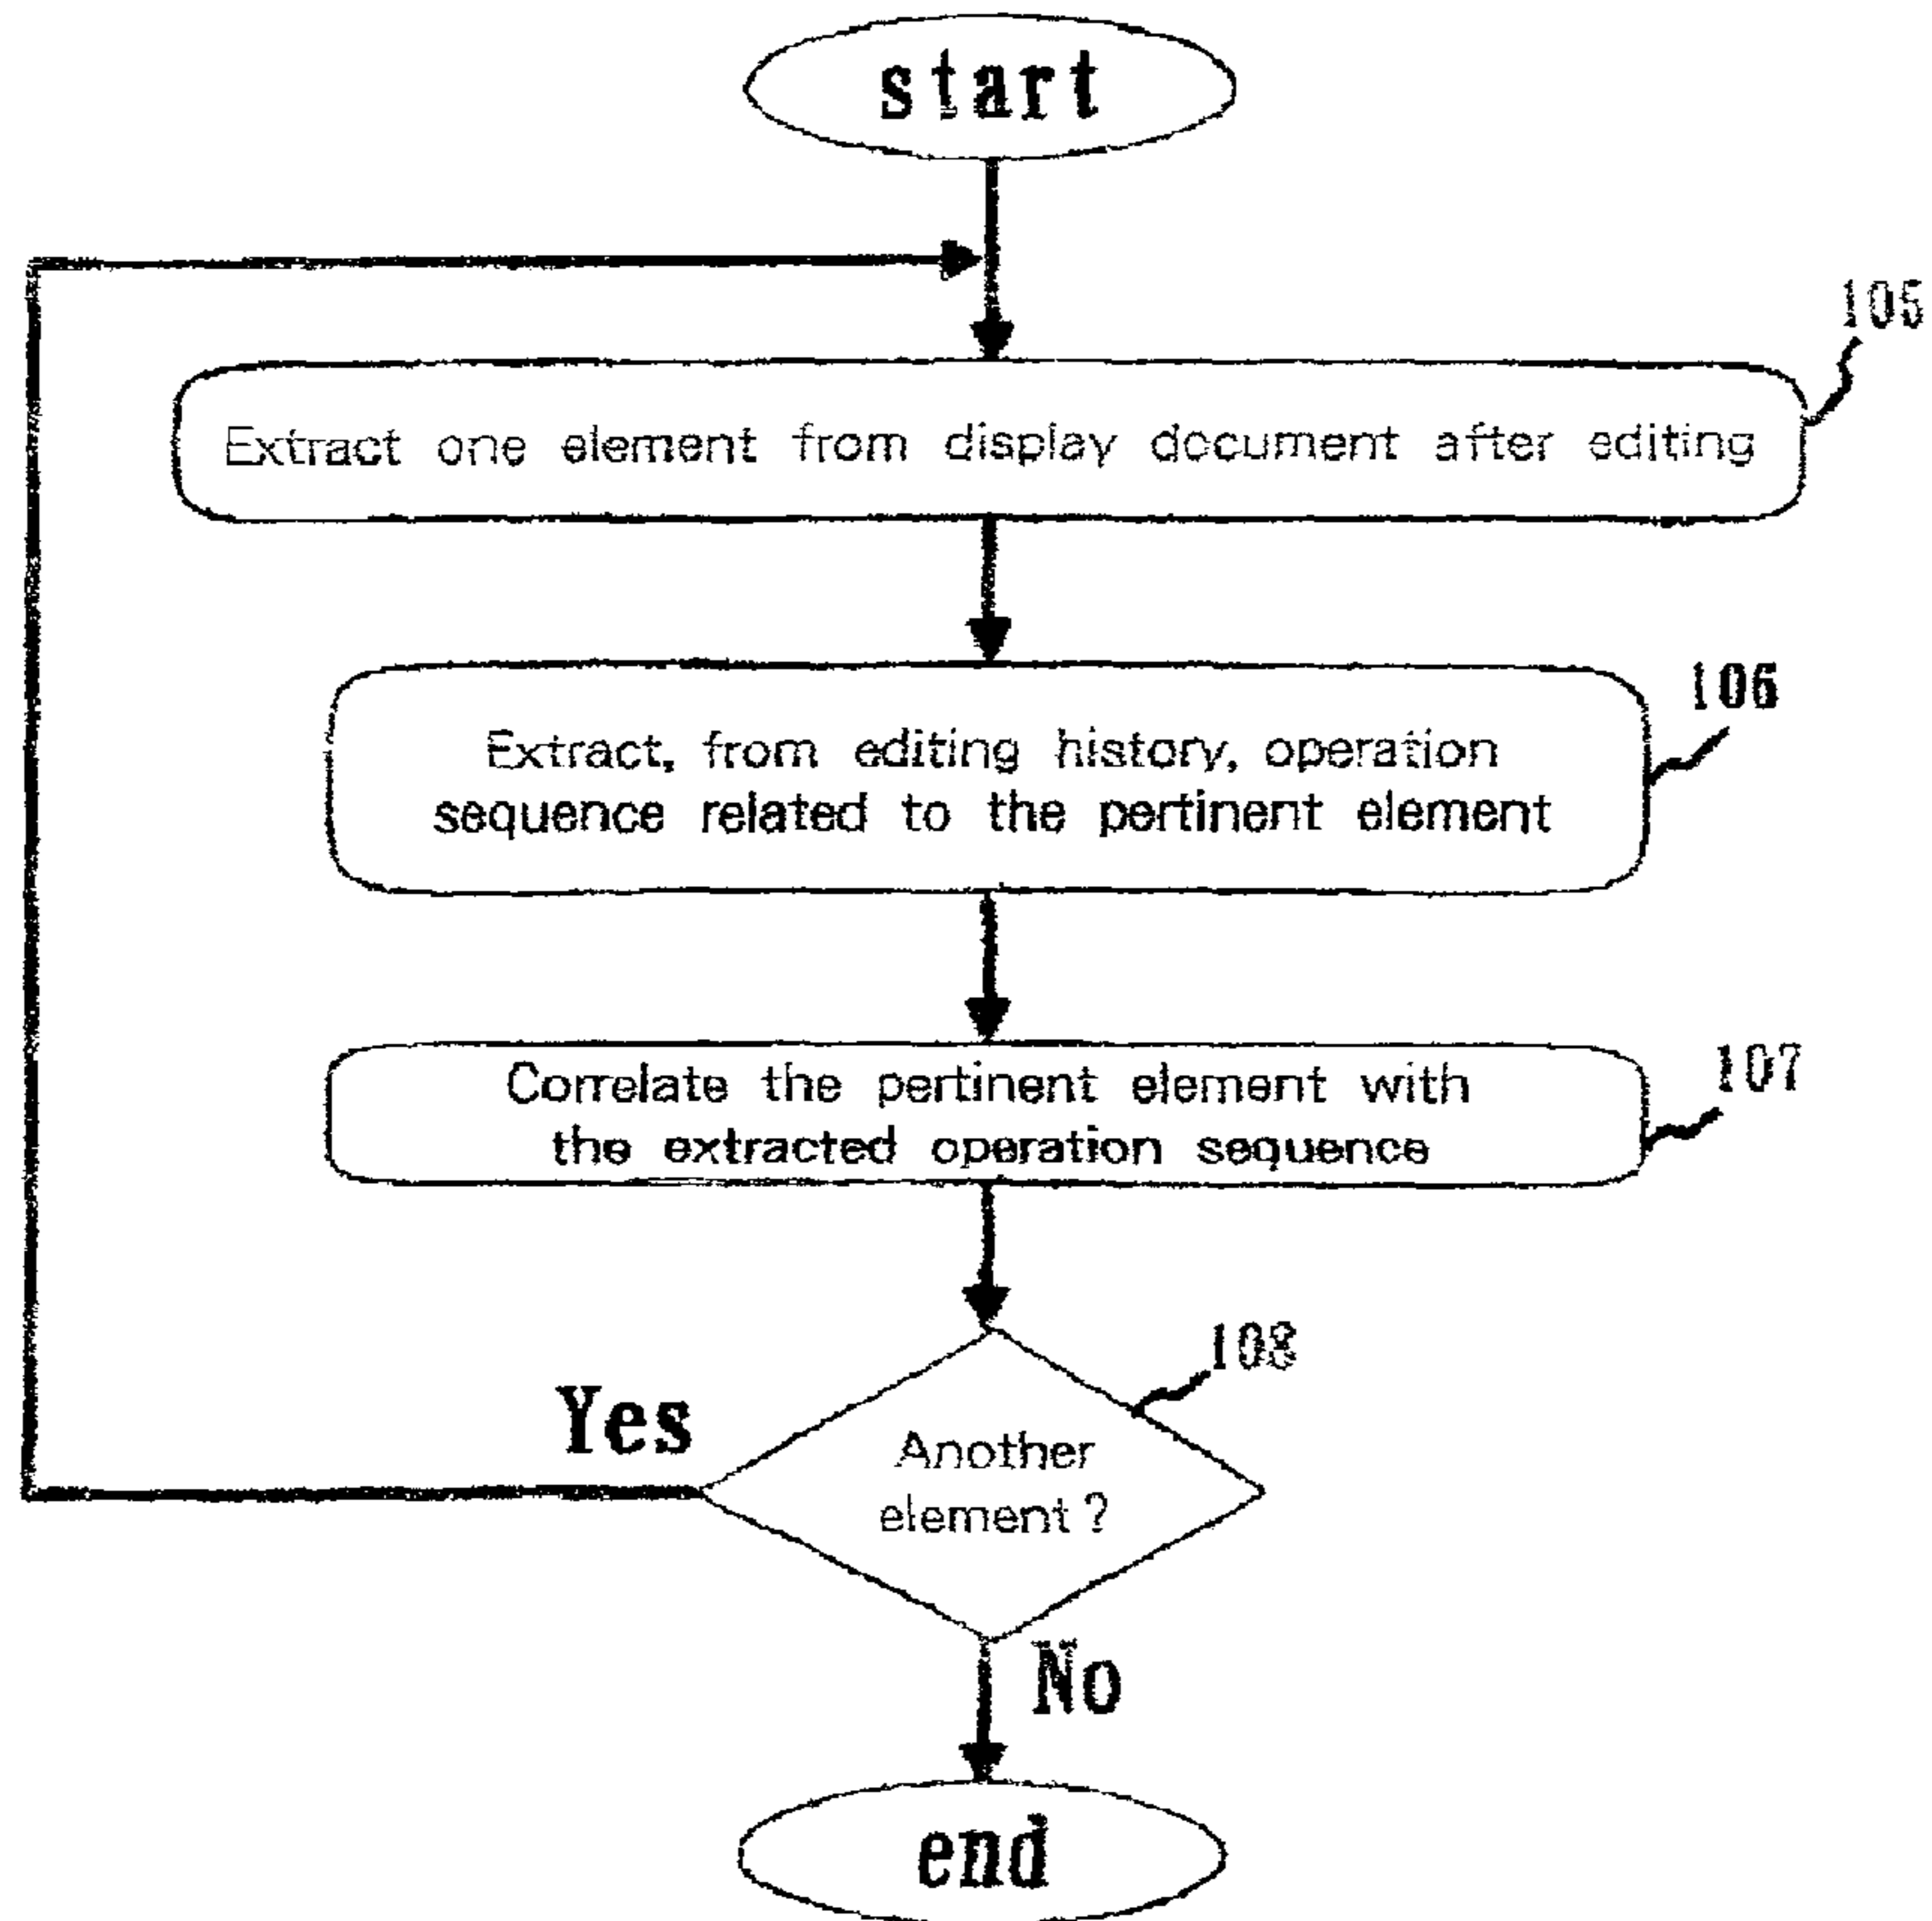 start
105
Extract one element from display document after editing
106
Extract, from editing history, operation
sequence related to the pertinent element
107
Correlate the pertinent element with
the extracted operation sequence
108
Yes
Another
element ?
No
end